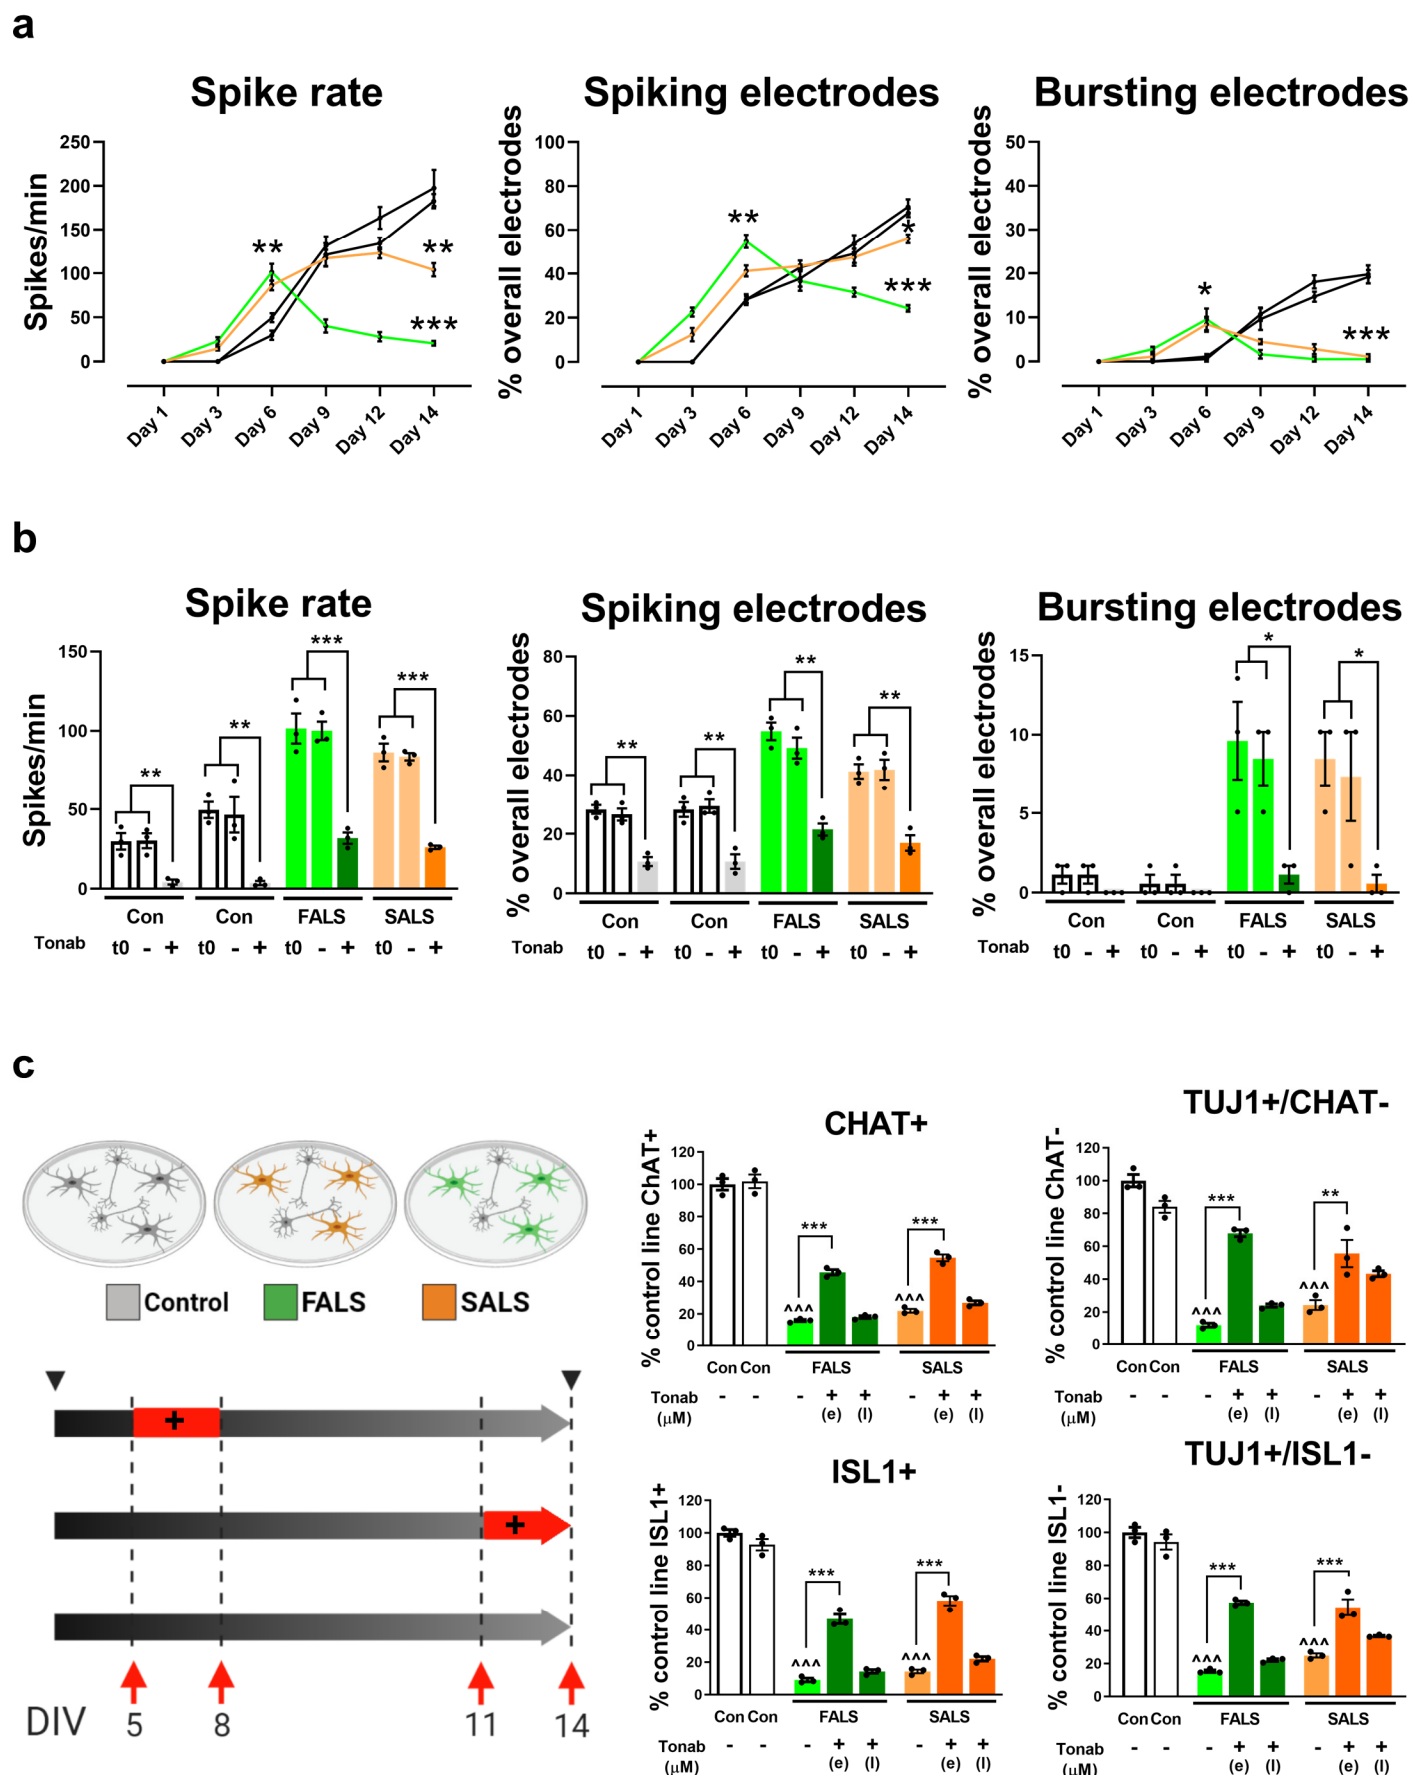 a
Spike rate
Spiking electrodes
Bursting electrodes
Spikes/min
250
200
150
100
50
0
**
**
***
Day 1
Day 3
Day 6
Day 9
Day 12
Day 14
% overall electrodes
100
80
60
40
20
0
**
*
***
Day 1
Day 3
Day 6
Day 9
Day 12
Day 14
% overall electrodes
50
40
30
20
10
0
*
***
Day 1
Day 3
Day 6
Day 9
Day 12
Day 14
b
Spike rate
Spikes/min
150
100
50
0
**
**
***
***
Con
Con
FALS
SALS
Tonab
t0 - + t0 - + t0 - + t0 - +
Spiking electrodes
% overall electrodes
80
60
40
20
0
**
**
**
**
Con
Con
FALS
SALS
Tonab
t0 - + t0 - + t0 - + t0 - +
Bursting electrodes
% overall electrodes
15
10
5
0
*
*
Con
Con
FALS
SALS
Tonab
t0 - + t0 - + t0 - + t0 - +
c
Control
FALS
SALS
+
+
DIV
5
8
11
14
CHAT+
% control line ChAT+
120
100
80
60
40
20
0
^^^
***
^^^
***
Con Con
FALS
SALS
Tonab - - - + + - + +
(µM) (e) (l) (e) (l)
TUJ1+/CHAT-
% control line ChAT-
120
100
80
60
40
20
0
^^^
***
^^^
**
Con Con
FALS
SALS
Tonab - - - + + - + +
(µM) (e) (l) (e) (l)
ISL1+
% control line ISL1+
120
100
80
60
40
20
0
^^^
***
^^^
***
Con Con
FALS
SALS
Tonab - - - + + - + +
(µM) (e) (l) (e) (l)
TUJ1+/ISL1-
% control line ISL1-
120
100
80
60
40
20
0
^^^
***
^^^
***
Con Con
FALS
SALS
Tonab - - - + + - + +
(µM) (e) (l) (e) (l)